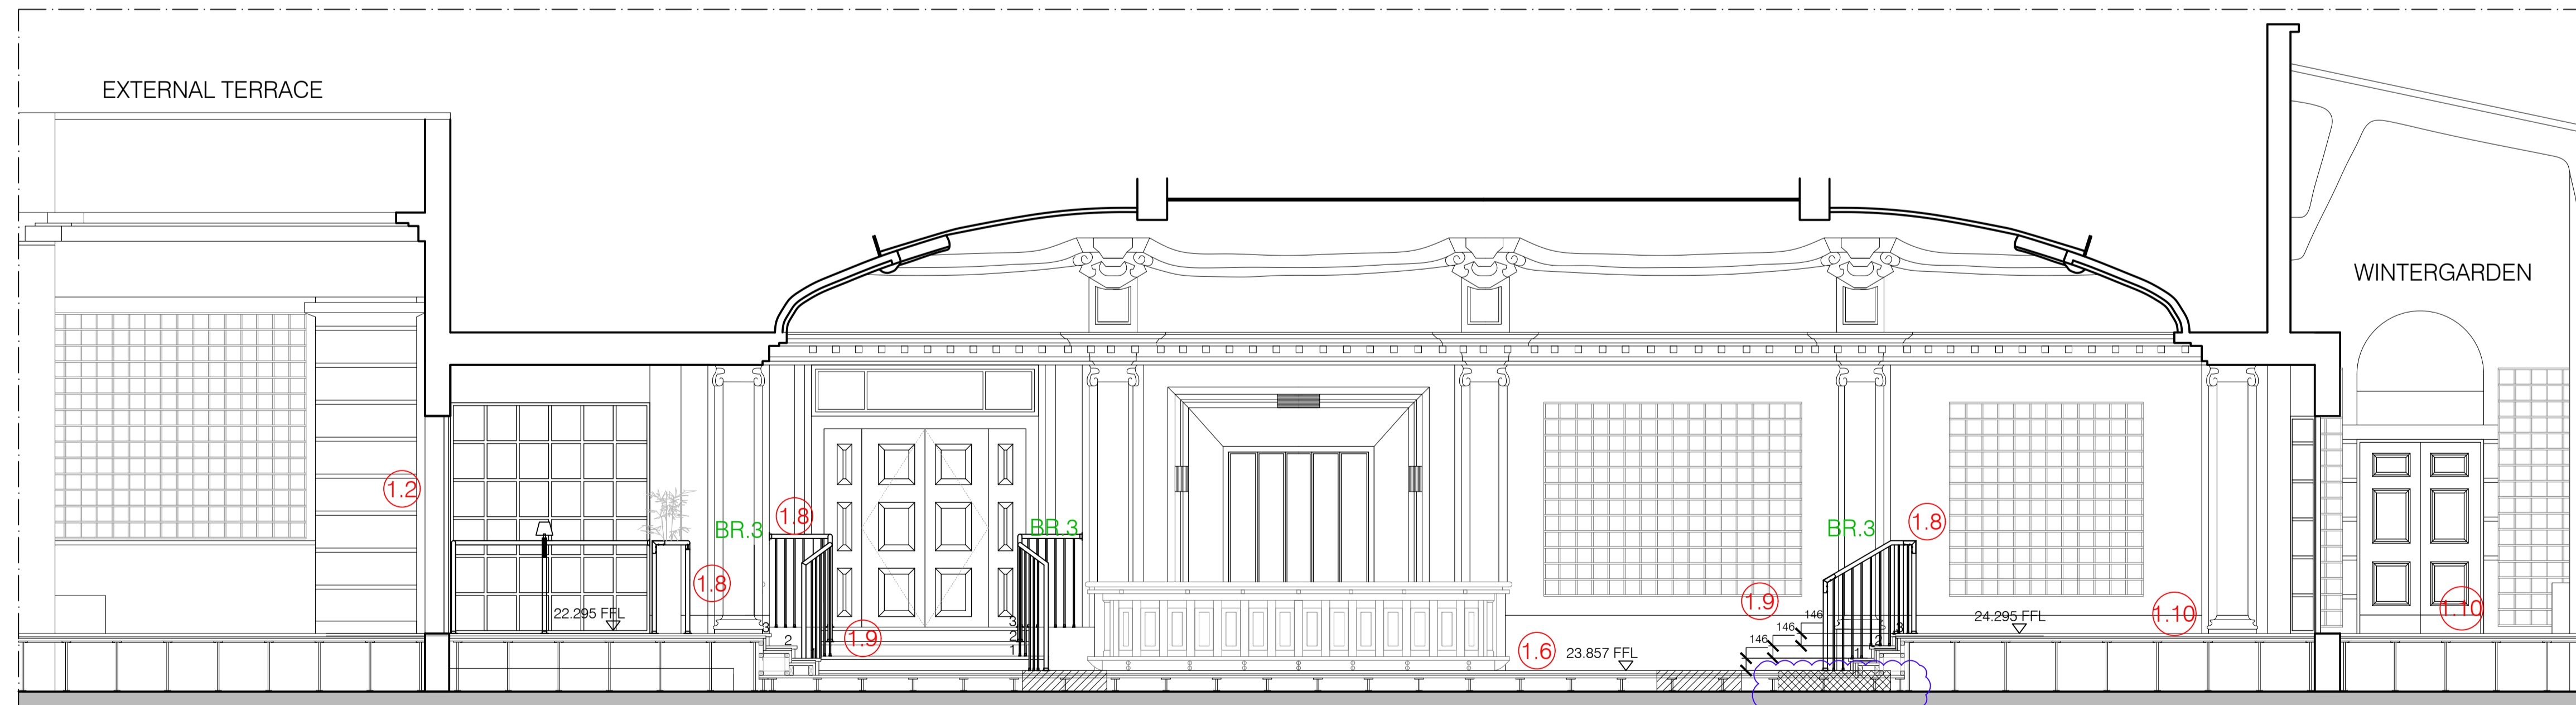 EXTERNAL TERRACE
WINTERGARDEN
1.2
BR.3
1.8
BR.3
BR.3
1.8
1.8
22.295 FFL
1.9
146
24.295 FFL
1.10
1.10
3
2
1
1.9
3
2
1
146
146
3
2
1
1.6
23.857 FFL